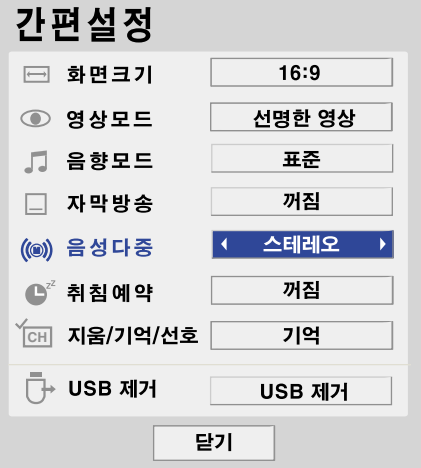 간편설정
화면크기 16:9
영상모드 선명한 영상
음향모드 표준
자막방송 꺼짐
음성다중 스테레오
취침예약 꺼짐
CH 지움/기억/선호 기억
USB 제거 USB 제거
닫기